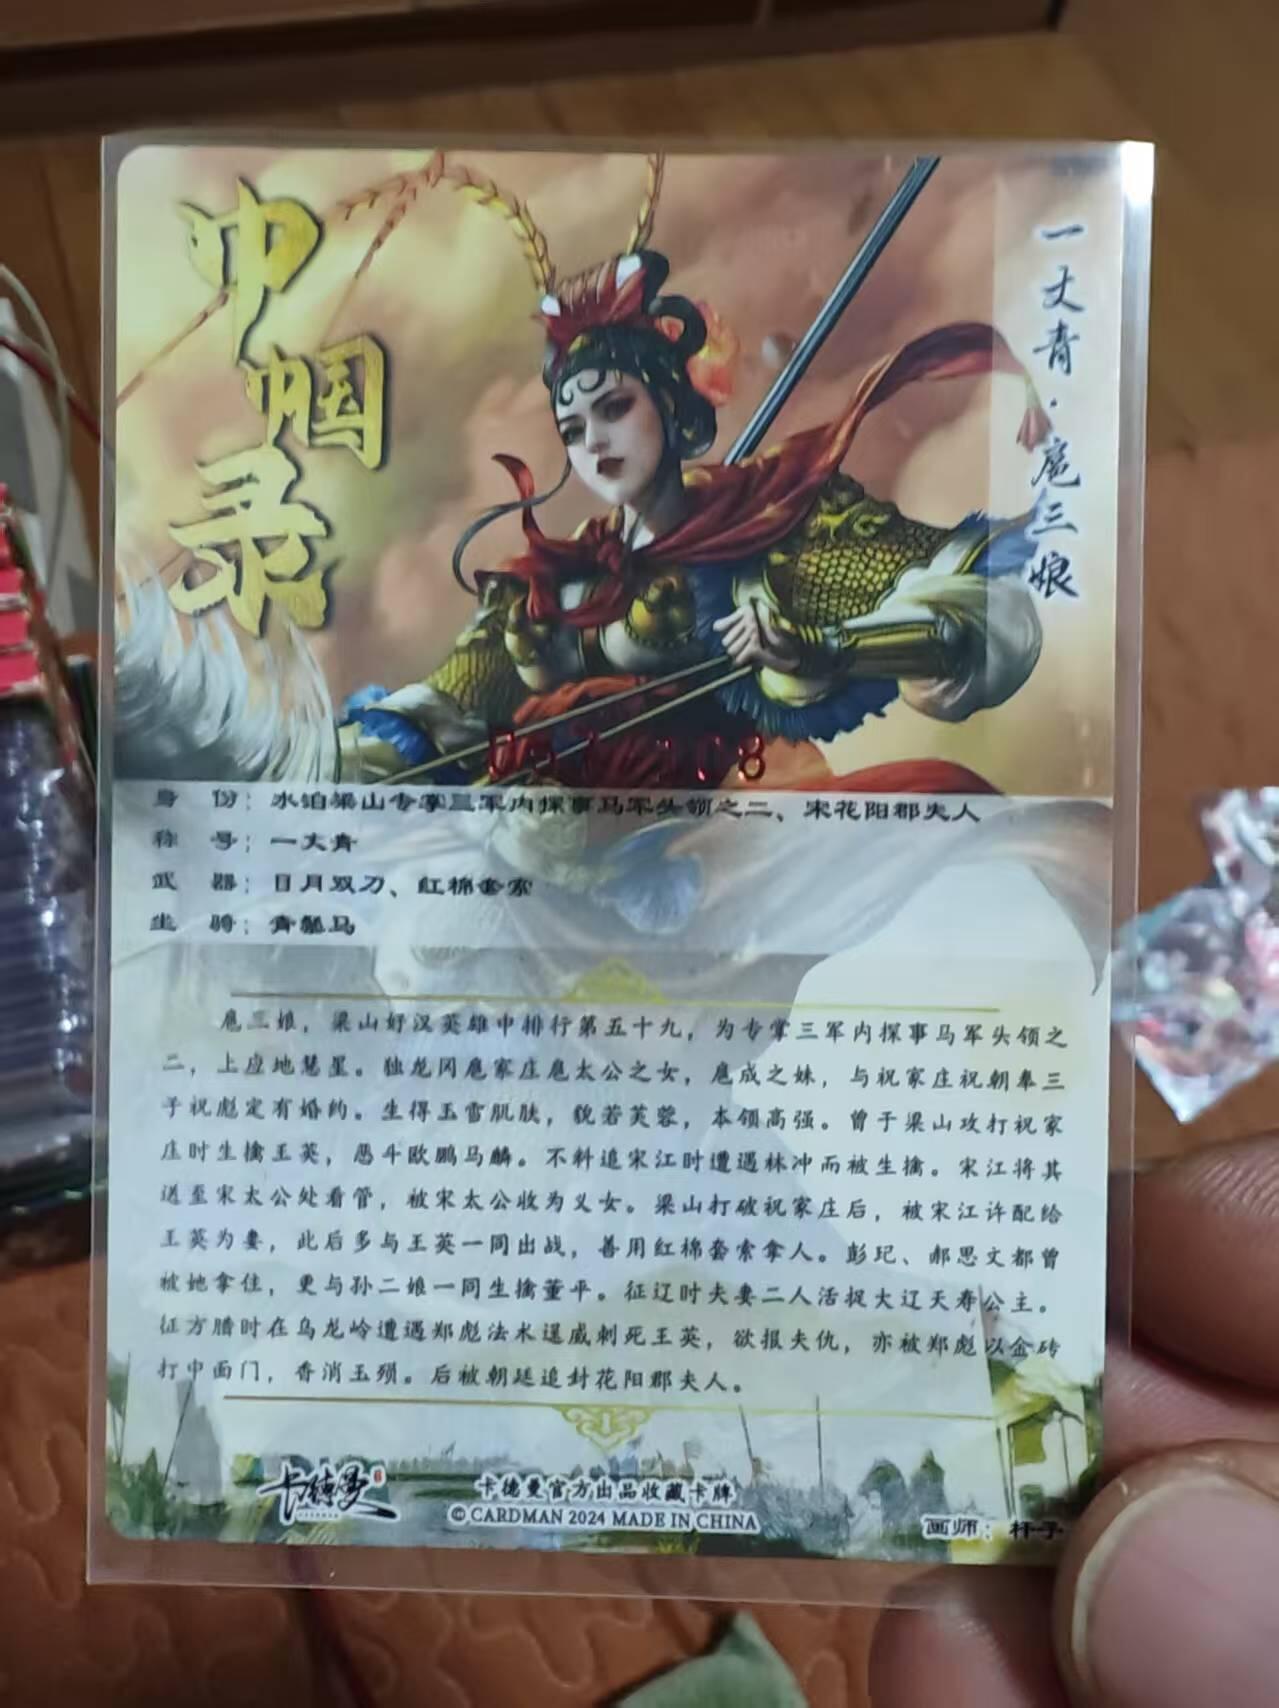 巾帼录
一丈青·扈三娘
身 份：水泊梁山专掌三军内探事马军头领之二、宋花阳郡夫人
称 号：一丈青
武 器：日月双刀、红棉套索
坐 骑：青鬃马
扈三娘，梁山好汉英雄中排行第五十九，为专掌三军内探事马军头领之
二，上应地慧星。独龙冈扈家庄扈太公之女，扈成之妹，与祝家庄祝朝奉三
子祝彪定有婚约。生得玉雪肌肤，貌若芙蓉，本领高强。曾于梁山攻打祝家
庄时生擒王英，恶斗欧鹏马麟。不料追宋江时遭遇林冲而被生擒。宋江将其
送至宋太公处看管，被宋太公收为义女。梁山打破祝家庄后，被宋江许配给
王英为妻，此后多与王英一同出战，善用红棉套索拿人。彭玘、郝思文都曾
被她拿住，更与孙二娘一同生擒董平。征辽时夫妻二人活捉大辽天寿公主。
征方腊时在乌龙岭遭遇郑彪法术逞威刺死王英，欲报夫仇，亦被郑彪以金砖
打中面门，香消玉殒。后被朝廷追封花阳郡夫人。
卡德曼
卡德曼官方出品收藏卡牌
© CARDMAN 2024 MADE IN CHINA
画师：杆子